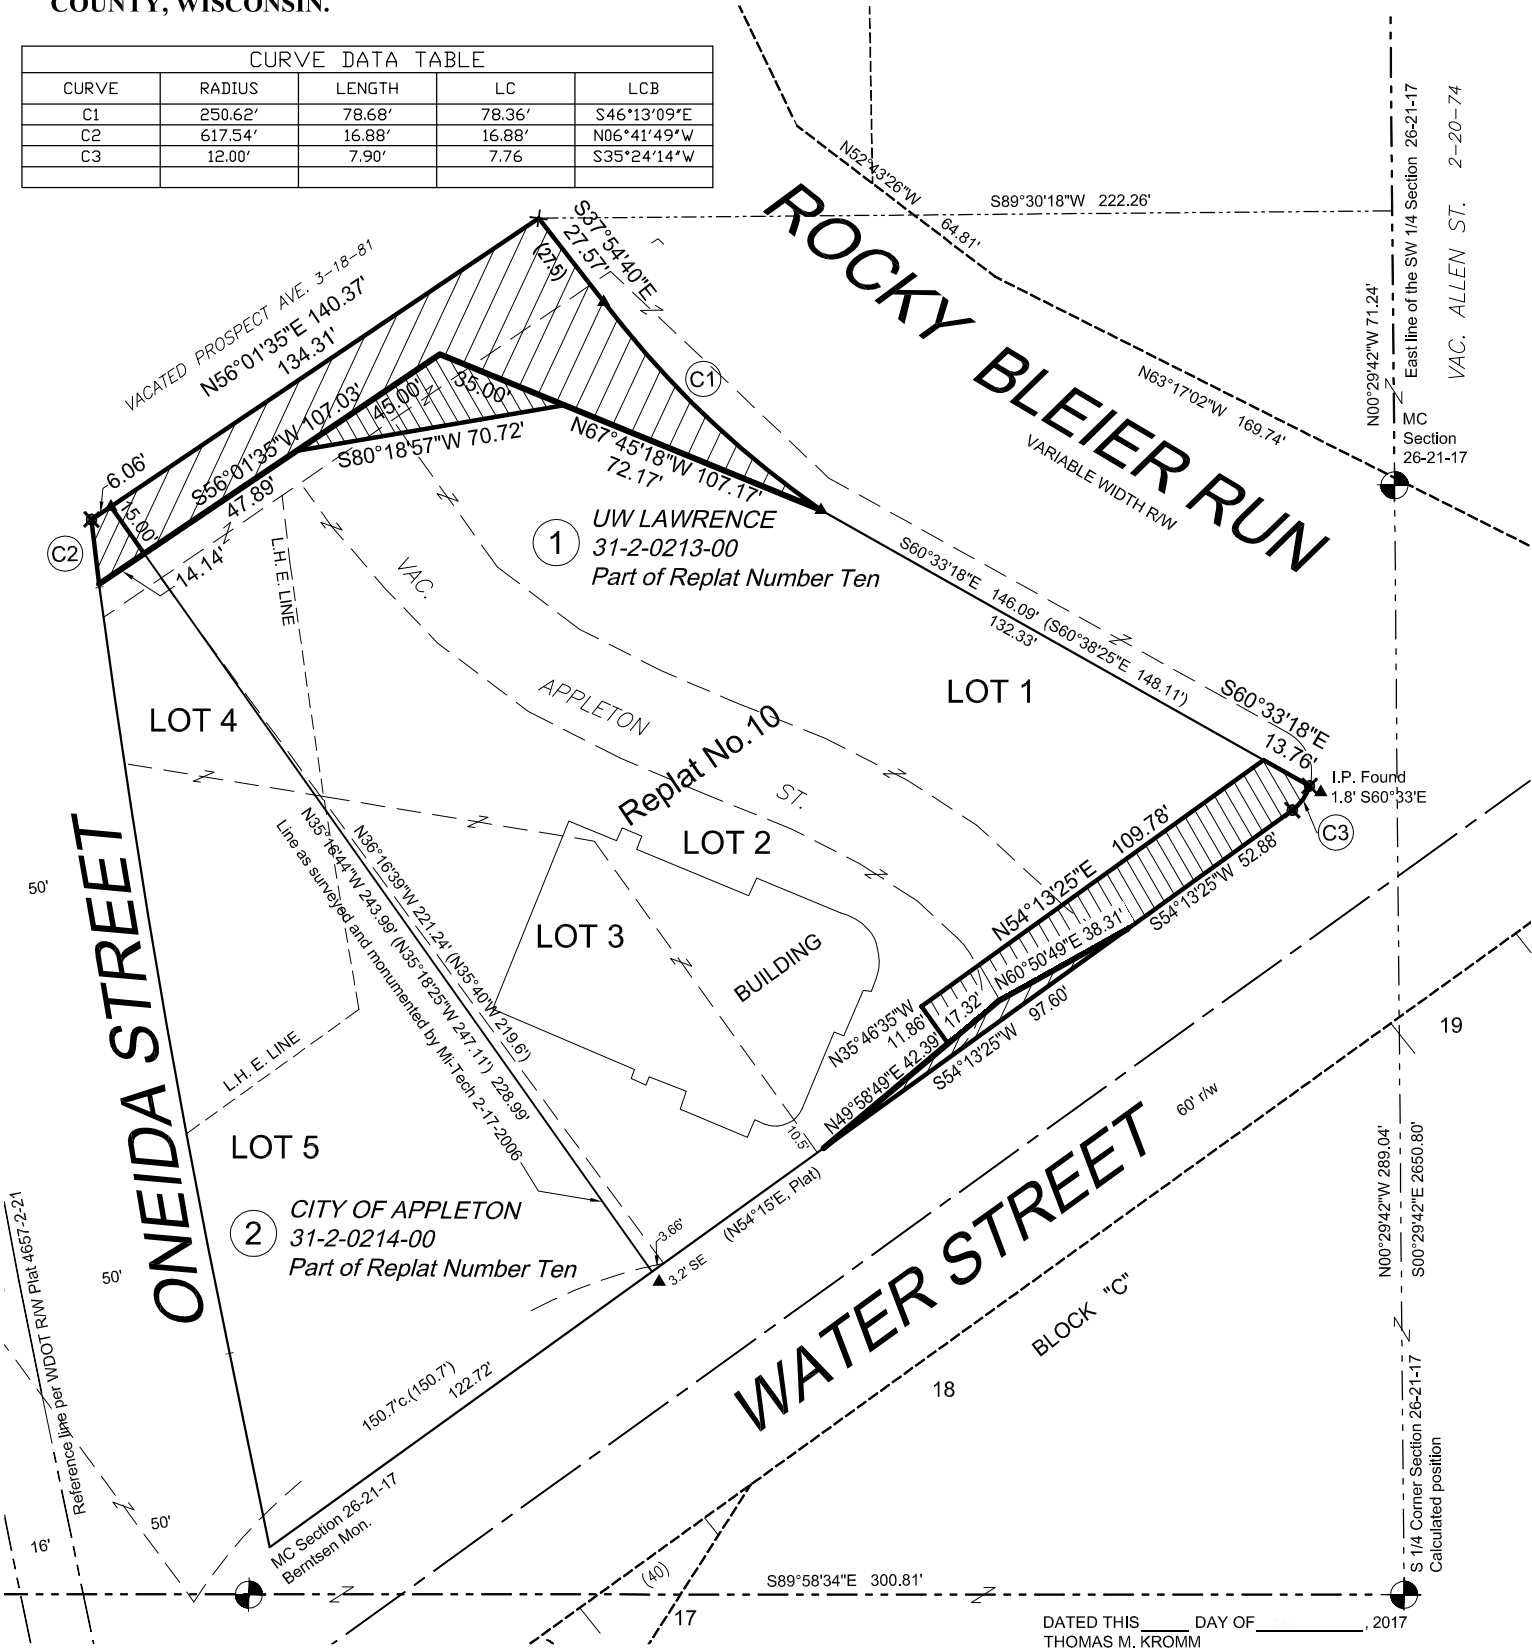 COUNTY, WISCONSIN.
CURVE DATA TABLE
CURVE RADIUS LENGTH LC LCB
C1 250.62' 78.68' 78.36' S46°13'09"E
C2 617.54' 16.88' 16.88' N06°41'49"W
C3 12.00' 7.90' 7.76 S35°24'14"W
N52°43'26"W 64.81'
S89°30'18"W 222.26'
East line of the SW 1/4 Section 26-21-17
VAC. ALLEN ST. 2-20-74
N00°29'42"W 71.24'
MC
Section
26-21-17
ROCKY BLEIER RUN
VARIABLE WIDTH R/W
N63°17'02"W 169.74'
S37°54'40"E
27.57'
(27.5)
VACATED PROSPECT AVE. 3-18-81
N56°01'35"E 140.37'
134.31'
C1
35.00'
45.00'
S56°01'35"W 107.03'
47.89'
S80°18'57"W 70.72'
N67°45'18"W 107.17'
72.17'
6.06'
15.00'
C2
14.14'
L.H. E. LINE
1
UW LAWRENCE
31-2-0213-00
Part of Replat Number Ten
VAC.
APPLETON
ST.
S60°33'18"E 146.09' (S60°38'25"E 148.11')
132.33'
LOT 1
S60°33'18"E
13.76'
I.P. Found
1.8' S60°33'E
C3
LOT 4
Replat No.10
LOT 2
LOT 3
BUILDING
N36°16'39"W 221.24' (N35°40'W 219.6')
N35°16'44"W 243.99' (N35°18'25"W 247.11') 228.99'
Line as surveyed and monumented by Mi-Tech 2-17-2006
N54°13'25"E 109.78'
S54°13'25"W 52.88'
N60°50'49"E 38.31'
N35°46'35"W
11.86'
17.32'
N49°58'49"E 42.39'
S54°13'25"W 97.60'
10.5'
50'
ONEIDA STREET
L.H. E. LINE
LOT 5
2
CITY OF APPLETON
31-2-0214-00
Part of Replat Number Ten
3.66'
3.2' SE
(N54°15'E, Plat)
WATER STREET
60' r/w
19
BLOCK "C"
18
N00°29'42"W 289.04'
S00°29'42"E 2650.80'
50'
Reference line per WDOT R/W Plat 4657-2-21
150.7'c.(150.7')
122.72'
MC Section 26-21-17
Berntsen Mon.
50'
16'
(40)
17
S89°58'34"E 300.81'
S 1/4 Corner Section 26-21-17
Calculated position
DATED THIS_____ DAY OF____________, 2017
THOMAS M. KROMM